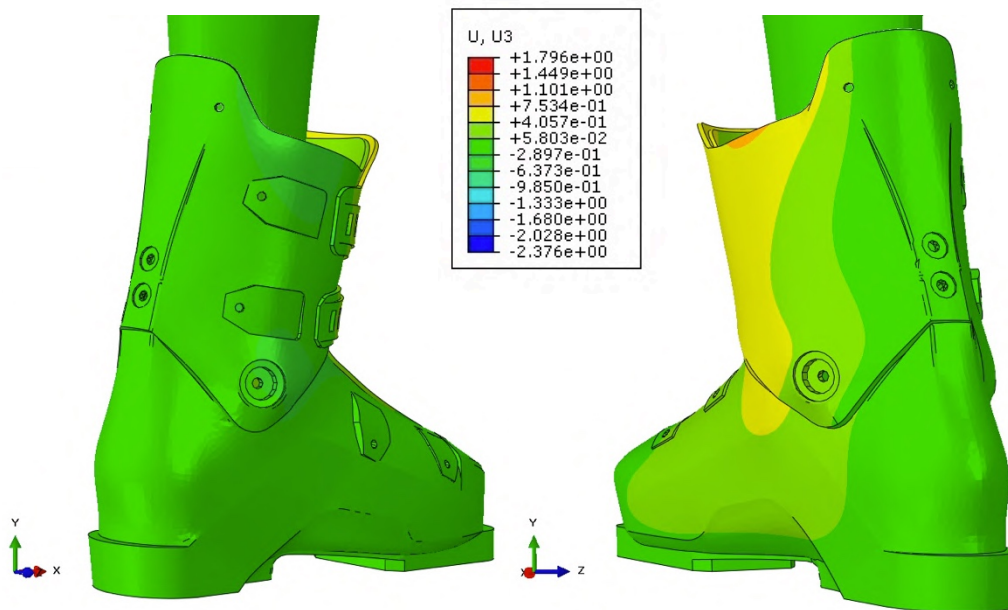 U, U3
+1.796e+00
+1.449e+00
+1.101e+00
+7.534e-01
+4.057e-01
+5.803e-02
-2.897e-01
-6.373e-01
-9.850e-01
-1.333e+00
-1.680e+00
-2.028e+00
-2.376e+00
Y
X
Y
X
Z